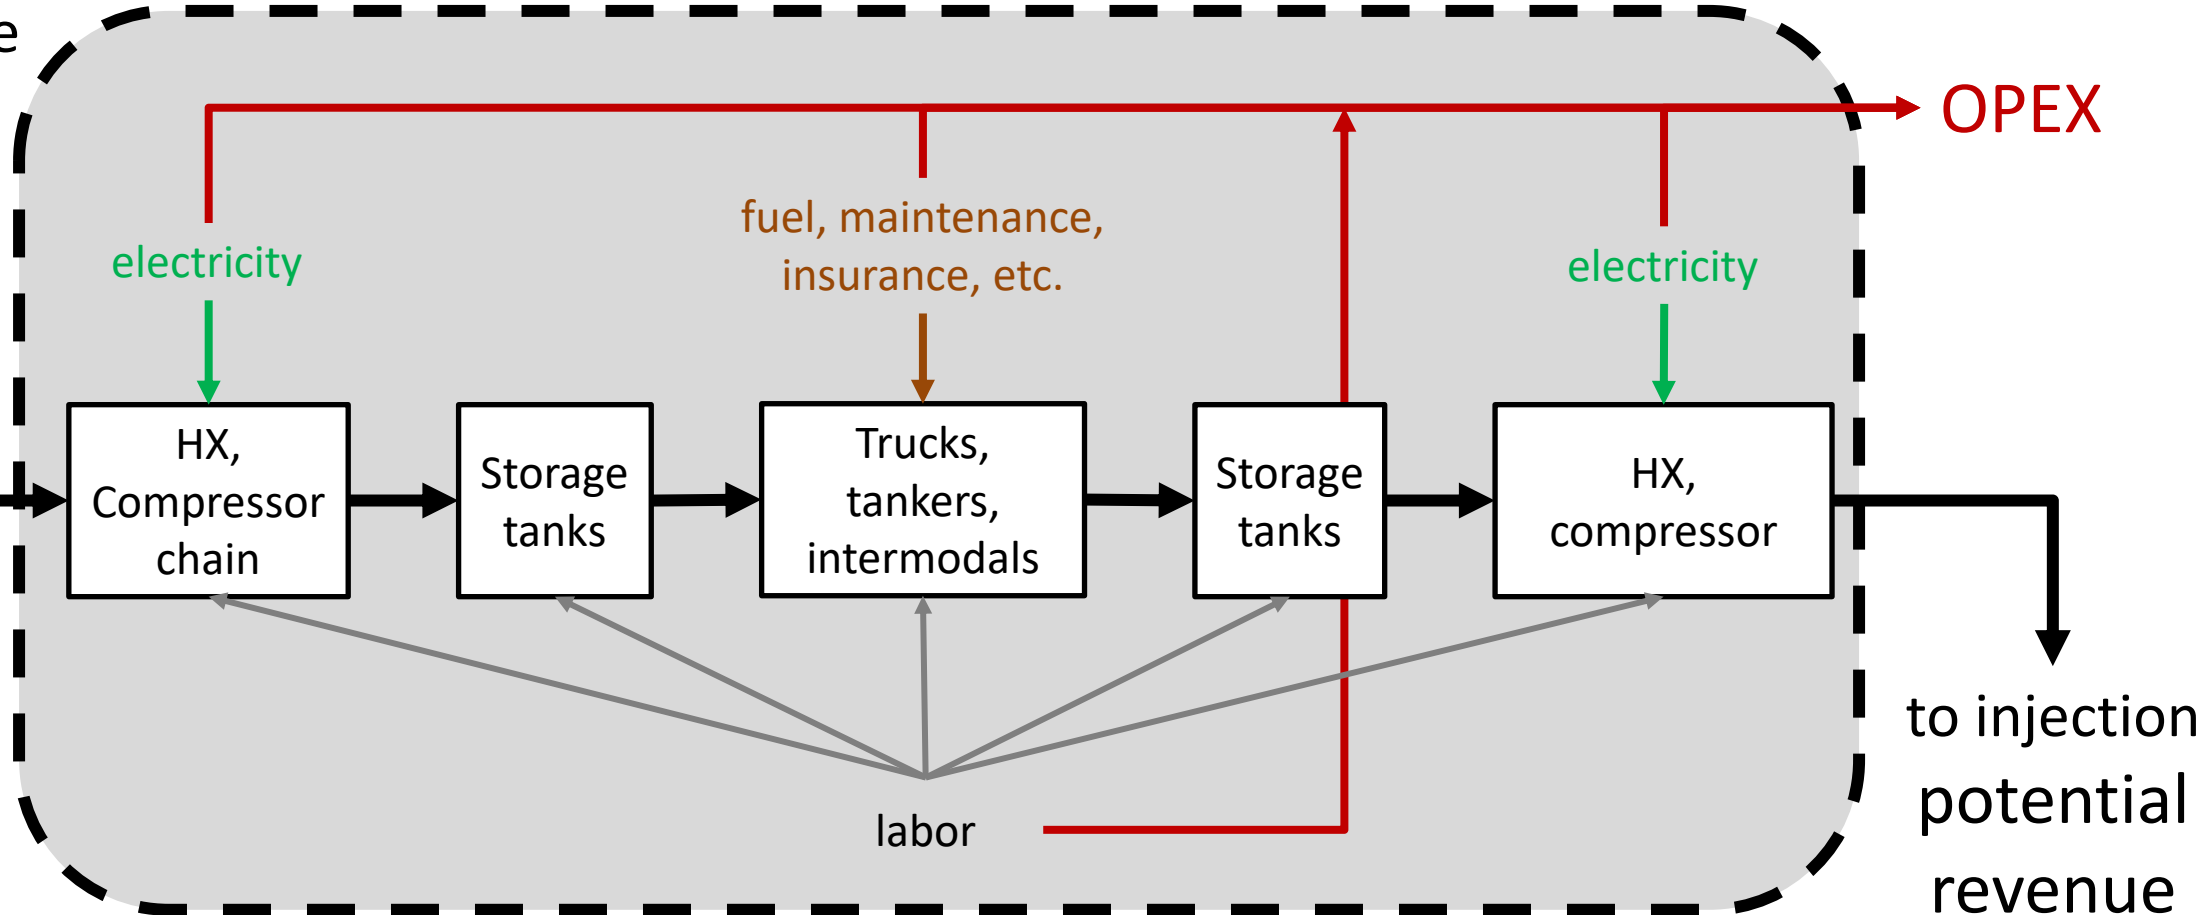 OPEX
fuel, maintenance,
insurance, etc.
electricity
electricity
HX,
Compressor
chain
Storage
tanks
Trucks,
tankers,
intermodals
Storage
tanks
HX,
compressor
to injection
potential
revenue
labor